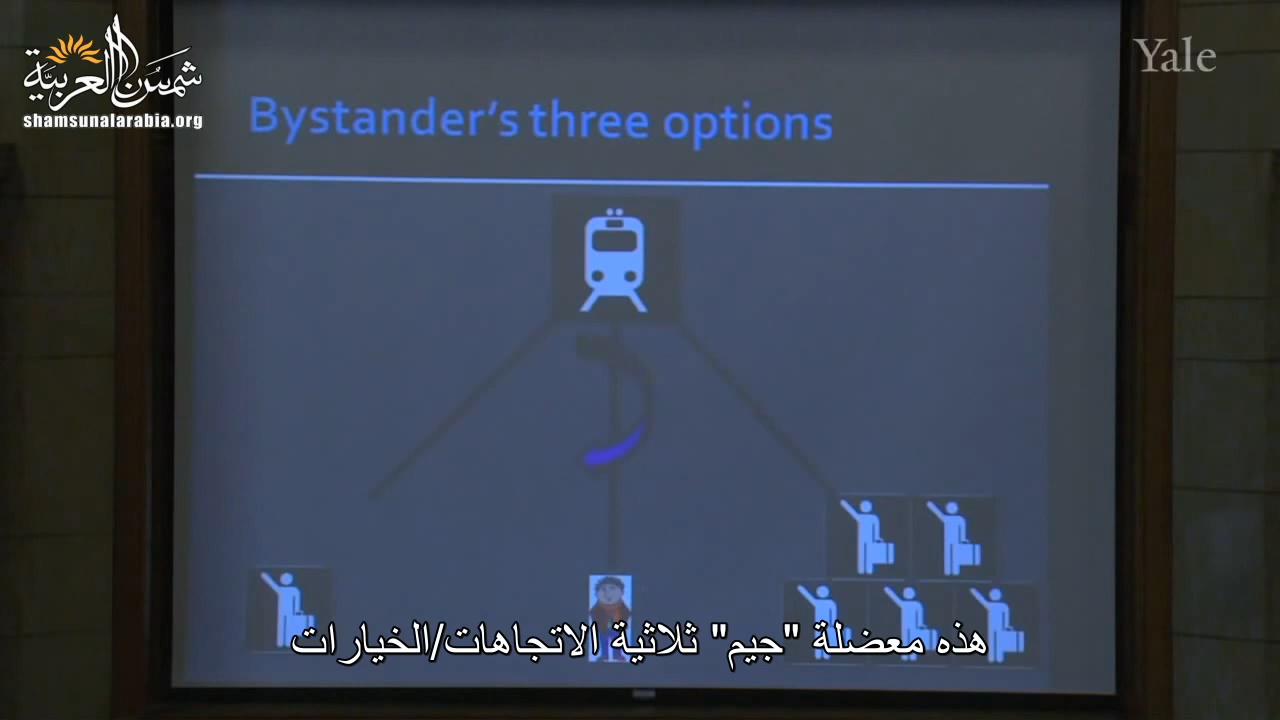 شمس العربية
shamsunalarabia.org
Yale
Bystander's three options
هذه معضلة "جيم" ثلاثية الاتجاهات/الخيارات